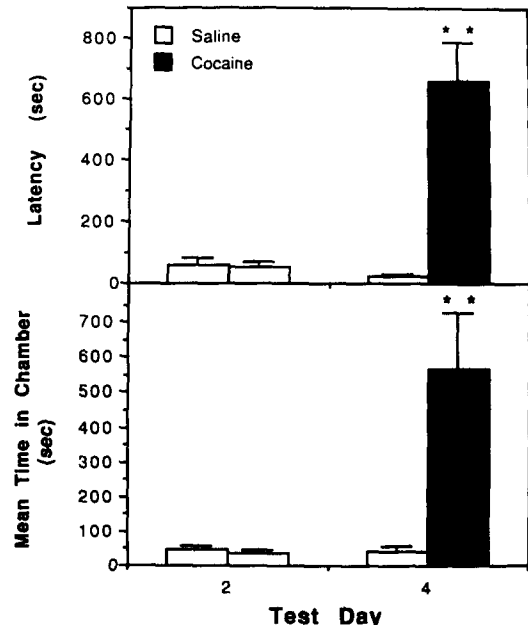 * *
800
Saline
Cocaine
600
400
200
0
Latency (sec)
* *
700
600
500
400
300
200
100
0
Mean Time in Chamber
(sec)
2
4
Test Day